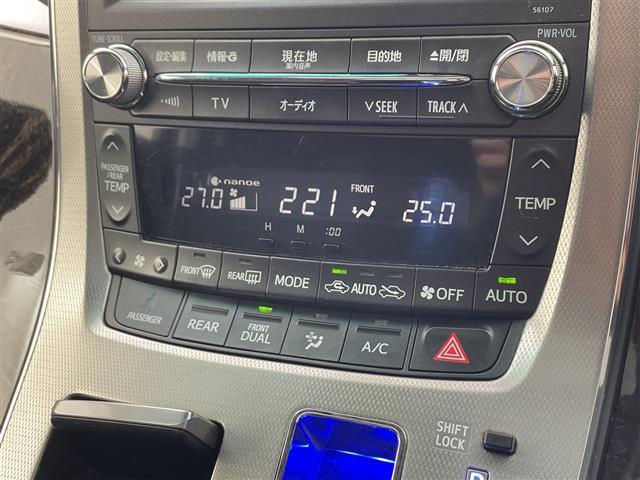 56107
TUNE·SCROLL
PWR·VOL
設定・編集 情報・G 現在地 目的地 ⏏開/閉
案内音声
TV オーディオ ∨SEEK TRACK∧
nanoe
27.0 221 FRONT 25.0
PASSENGER
/REAR
TEMP
TEMP
H M :00
FRONT REAR MODE AUTO OFF AUTO
PASSENGER REAR FRONT DUAL A/C
SHIFT
LOCK
P